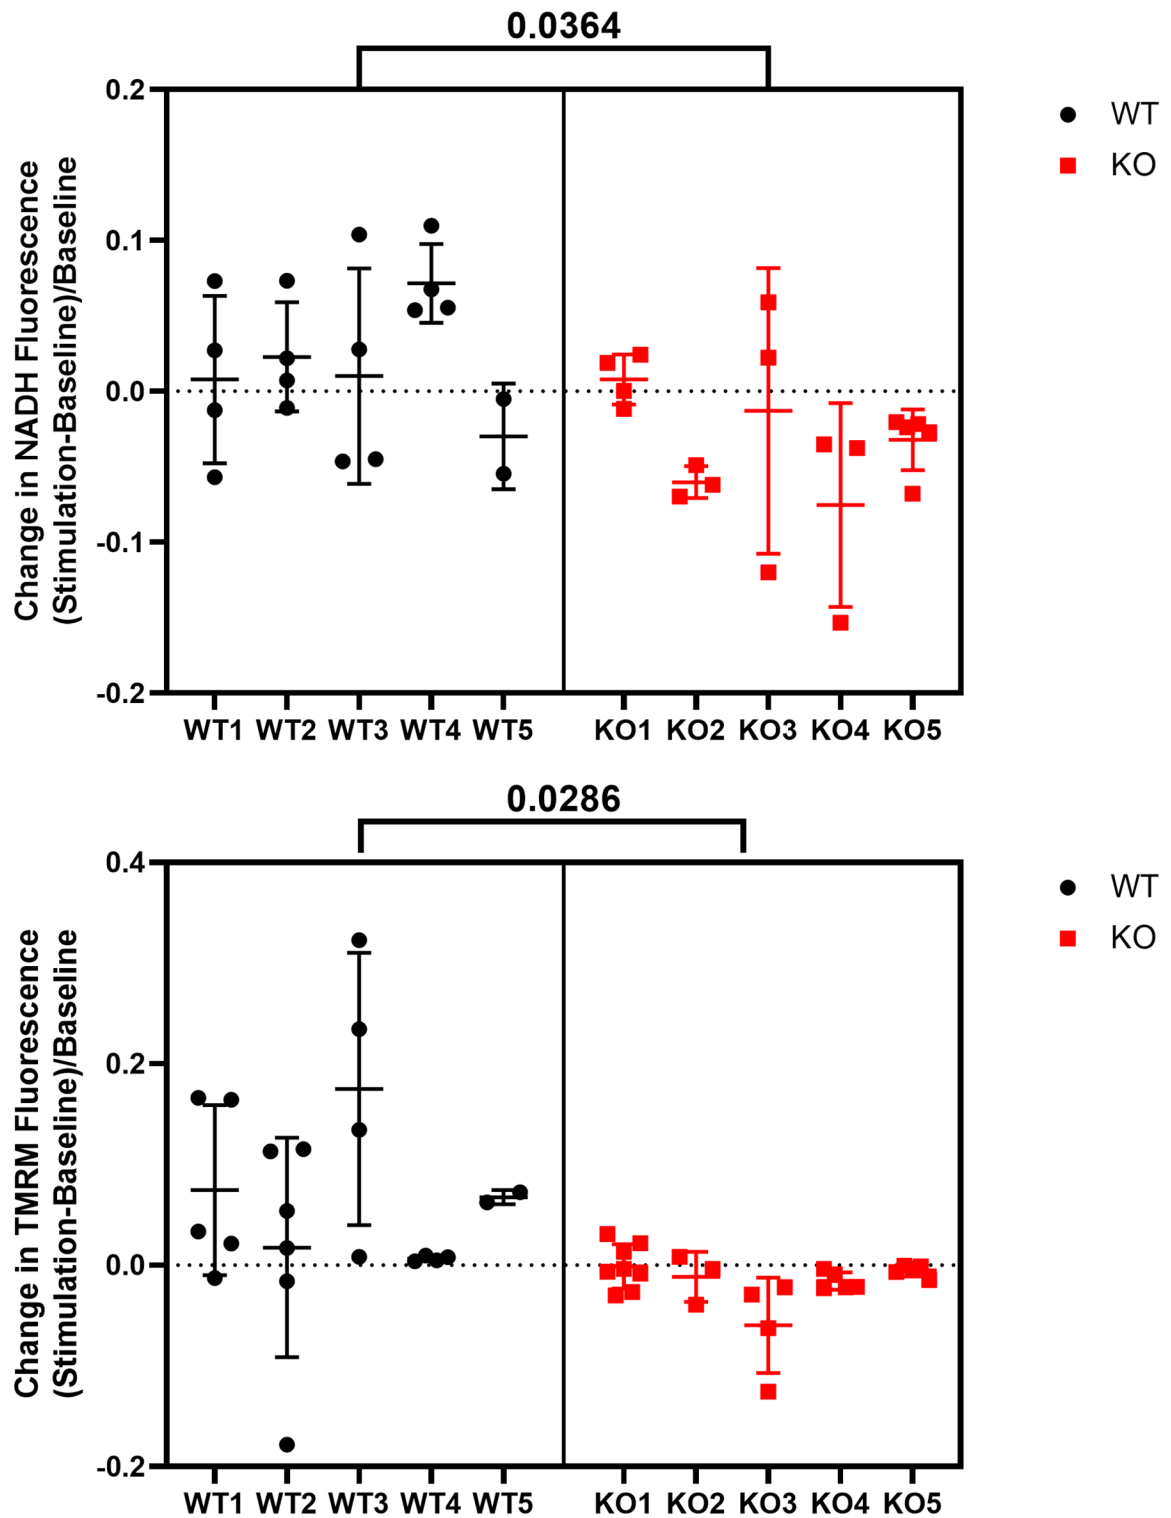 0.0364
Change in NADH Fluorescence
(Stimulation-Baseline)/Baseline
0.2
0.1
0.0
-0.1
-0.2
WT1 WT2 WT3 WT4 WT5 KO1 KO2 KO3 KO4 KO5
WT
KO
0.0286
Change in TMRM Fluorescence
(Stimulation-Baseline)/Baseline
0.4
0.2
0.0
-0.2
WT1 WT2 WT3 WT4 WT5 KO1 KO2 KO3 KO4 KO5
WT
KO